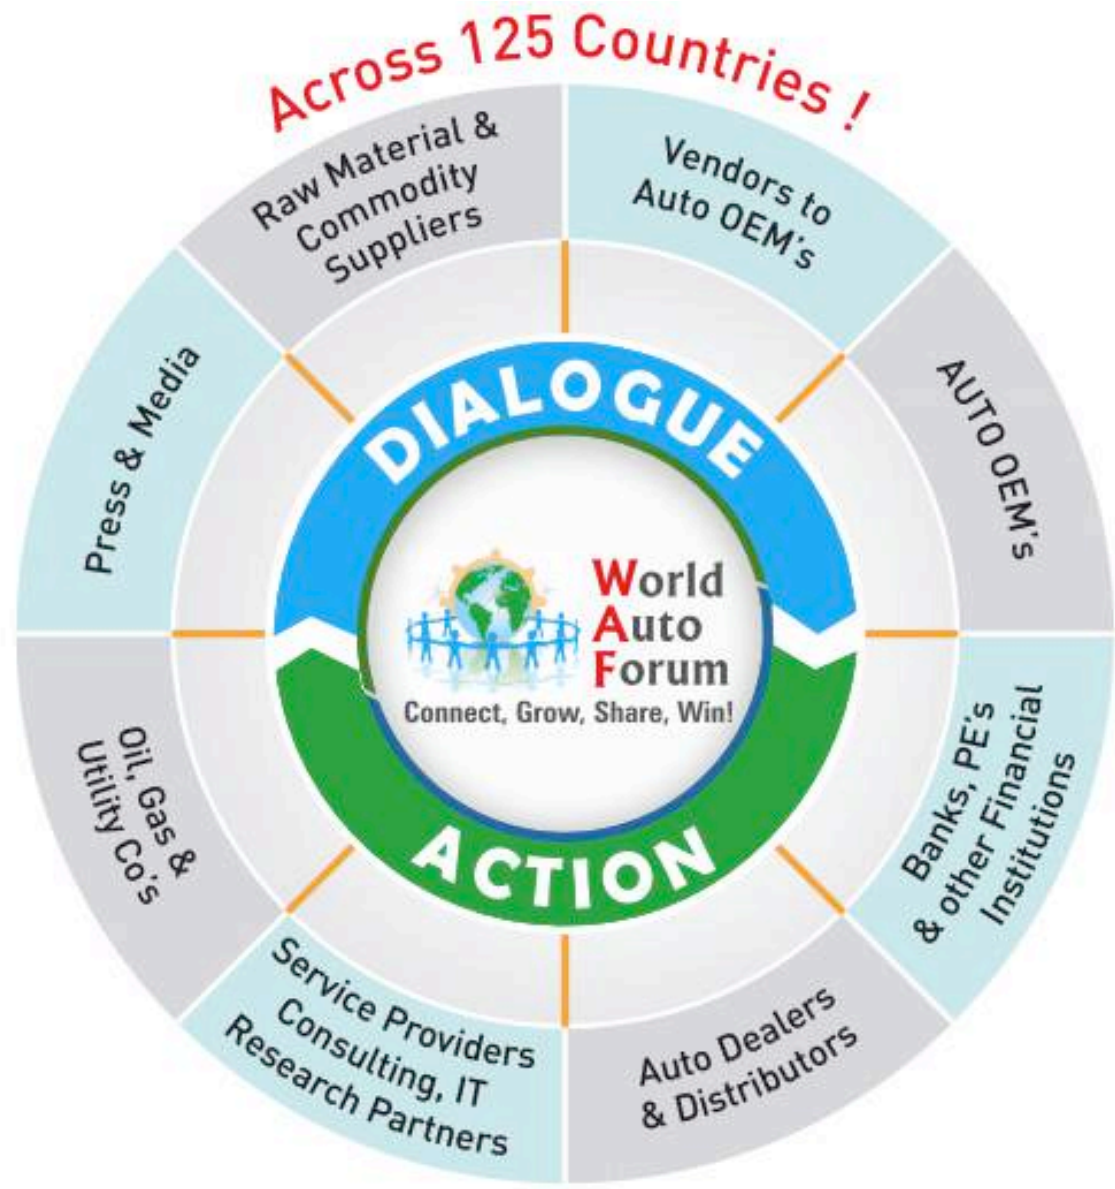 Across 125 Countries !
Vendors to
Auto OEM's
AUTO OEM's
Banks, PE's
& other Financial
Institutions
Auto Dealers
& Distributors
Service Providers
Consulting, IT
Research Partners
Oil, Gas &
Utility Co's
Press & Media
Raw Material &
Commodity
Suppliers
DIALOGUE
World
Auto
Forum
Connect, Grow, Share, Win!
ACTION